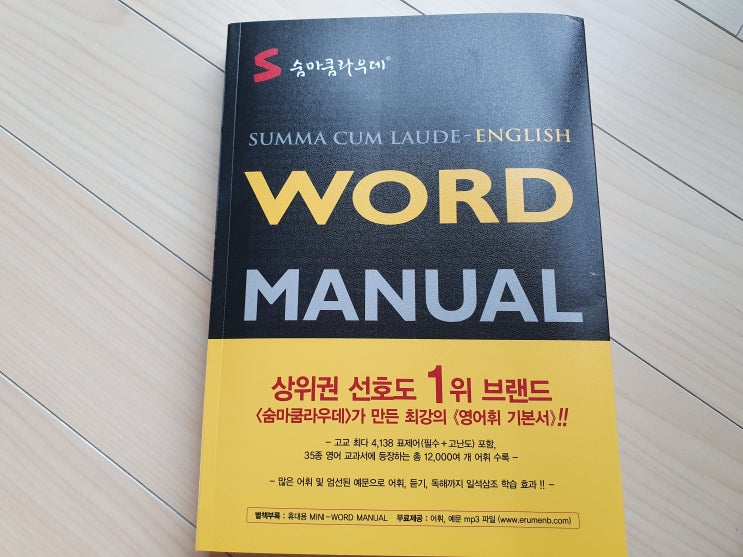 S 숨마쿰라우데®
SUMMA CUM LAUDE-ENGLISH
WORD
MANUAL
상위권 선호도 1위 브랜드
〈숨마쿰라우데〉가 만든 최강의 《영어휘 기본서》!!
- 고교 최다 4,138 표제어(필수+고난도) 포함,
35종 영어 교과서에 등장하는 총 12,000여 개 어휘 수록 -
- 많은 어휘 및 엄선된 예문으로 어휘, 듣기, 독해까지 일석삼조 학습 효과 !! -
별책부록 : 휴대용 MINI-WORD MANUAL 무료제공 : 어휘, 예문 mp3 파일 (www.erumenb.com)